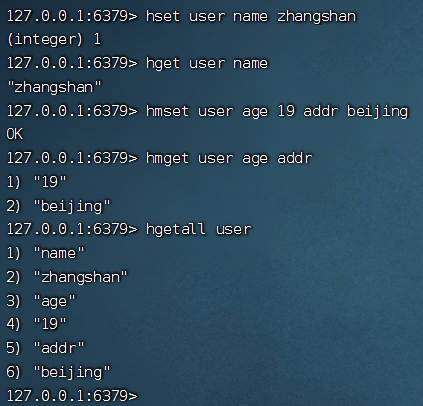 127.0.0.1:6379> hset user name zhangshan
(integer) 1
127.0.0.1:6379> hget user name
"zhangshan"
127.0.0.1:6379> hmset user age 19 addr beijing
OK
127.0.0.1:6379> hmget user age addr
1) "19"
2) "beijing"
127.0.0.1:6379> hgetall user
1) "name"
2) "zhangshan"
3) "age"
4) "19"
5) "addr"
6) "beijing"
127.0.0.1:6379>